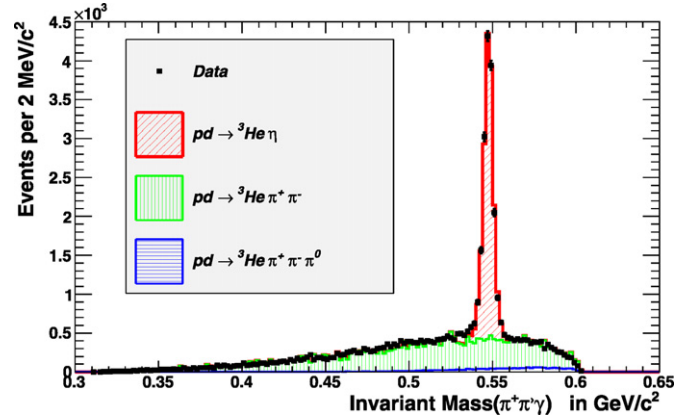 ×10³
Events per 2 MeV/c²
4.5
4
3.5
3
2.5
2
1.5
1
0.5
0
Data
pd → ³He η
pd → ³He π⁺ π⁻
pd → ³He π⁺ π⁻ π⁰
0.3 0.35 0.4 0.45 0.5 0.55 0.6 0.65
Invariant Mass(π⁺π⁻γ) in GeV/c²